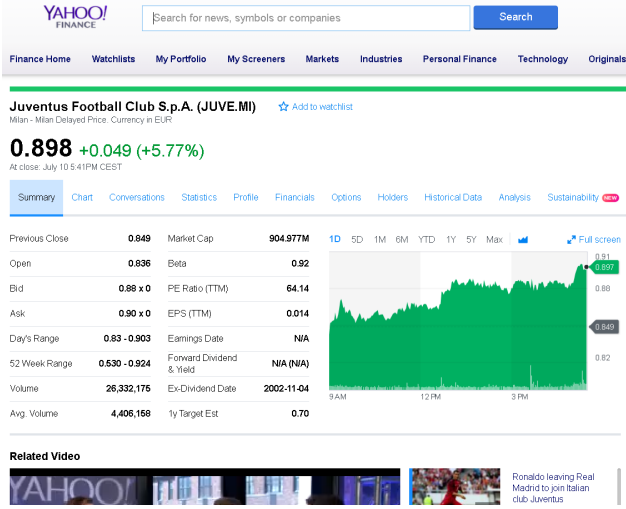 YAHOO!
FINANCE
Search for news, symbols or companies
Search
Finance Home Watchlists My Portfolio My Screeners Markets Industries Personal Finance Technology Originals
Juventus Football Club S.p.A. (JUVE.MI) Add to watchlist
Milan - Milan Delayed Price. Currency in EUR
0.898 +0.049 (+5.77%)
At close: July 10 5:41PM CEST
Summary Chart Conversations Statistics Profile Financials Options Holders Historical Data Analysis Sustainability NEW
Previous Close 0.849
Open 0.836
Bid 0.88 x 0
Ask 0.90 x 0
Day's Range 0.83 - 0.903
52 Week Range 0.530 - 0.924
Volume 26,332,175
Avg. Volume 4,406,158
Market Cap 904.977M
Beta 0.92
PE Ratio (TTM) 64.14
EPS (TTM) 0.014
Earnings Date N/A
Forward Dividend
& Yield N/A (N/A)
Ex-Dividend Date 2002-11-04
1y Target Est 0.70
1D 5D 1M 6M YTD 1Y 5Y Max Full screen
0.91
0.897
0.88
0.849
0.82
9 AM 12 PM 3 PM
Related Video
YAHOO!
Ronaldo leaving Real
Madrid to join Italian
club Juventus